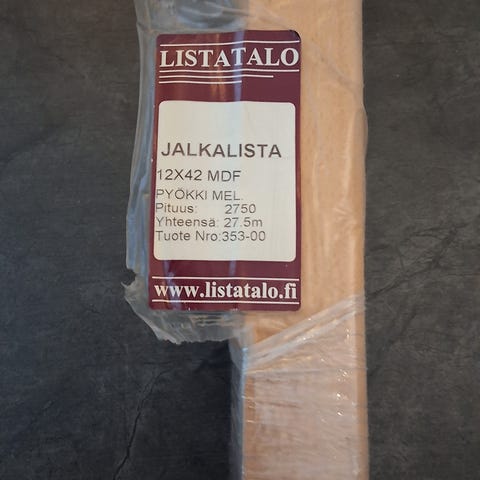 LISTATALO
JALKALISTA
12X42 MDF
PYÖKKI MEL.
Pituus: 2750
Yhteensä: 27.5m
Tuote Nro:353-00
www.listatalo.fi